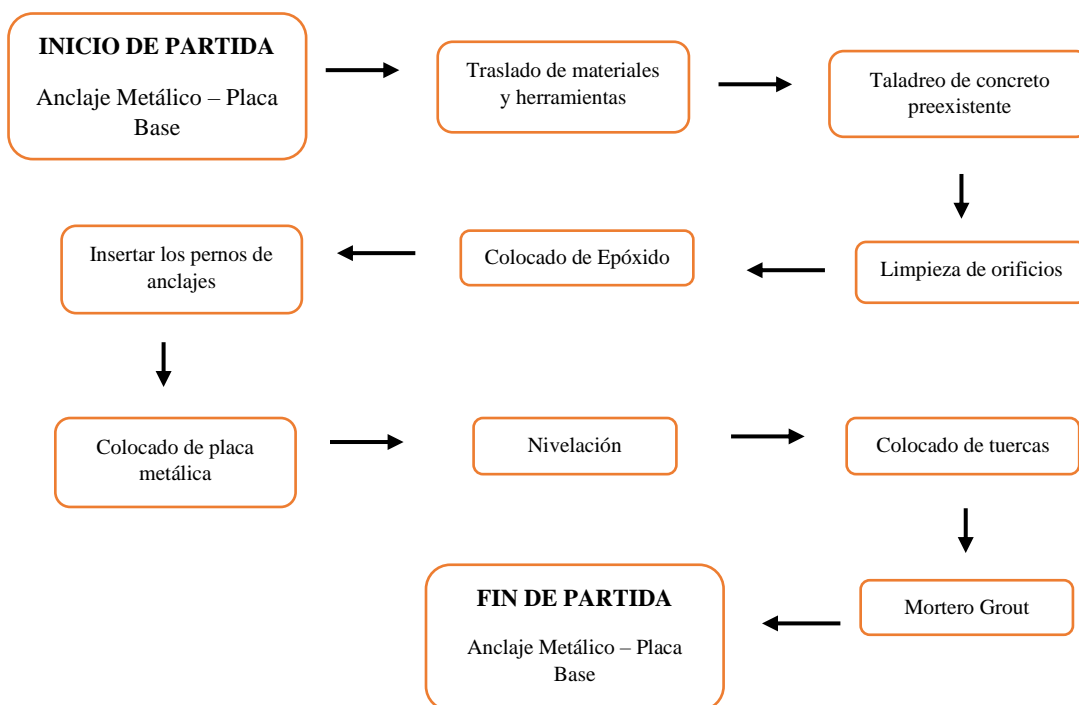 INICIO DE PARTIDA
Anclaje Metálico – Placa
Base
Traslado de materiales
y herramientas
Taladreo de concreto
preexistente
Limpieza de orificios
Colocado de Epóxido
Insertar los pernos de
anclajes
Colocado de placa
metálica
Nivelación
Colocado de tuercas
Mortero Grout
FIN DE PARTIDA
Anclaje Metálico – Placa
Base